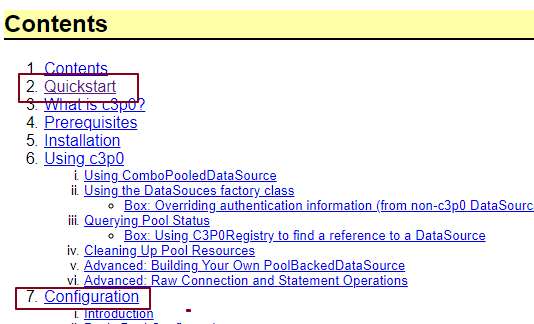 Contents
1. Contents
2. Quickstart
3. What is c3p0?
4. Prerequisites
5. Installation
6. Using c3p0
i. Using ComboPooledDataSource
ii. Using the DataSouces factory class
Box: Overriding authentication information (from non-c3p0 DataSourc
iii. Querying Pool Status
Box: Using C3P0Registry to find a reference to a DataSource
iv. Cleaning Up Pool Resources
v. Advanced: Building Your Own PoolBackedDataSource
vi. Advanced: Raw Connection and Statement Operations
7. Configuration
i. Introduction